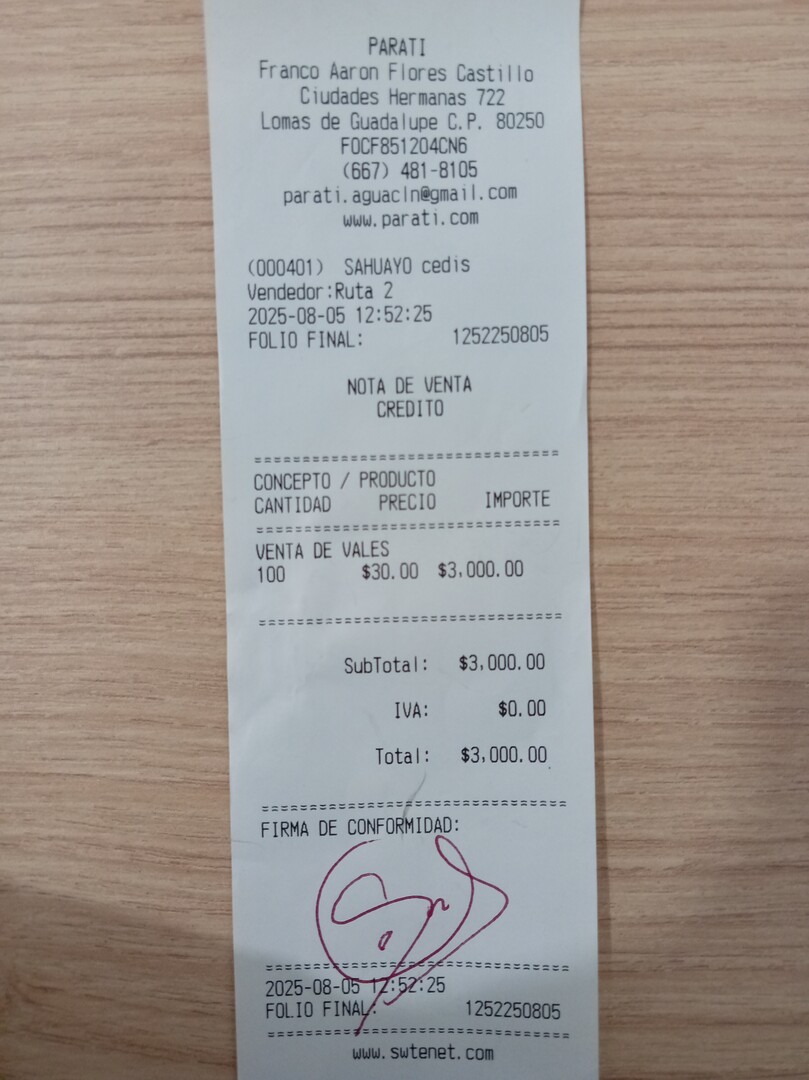 PARATI
Franco Aaron Flores Castillo
Ciudades Hermanas 722
Lomas de Guadalupe C.P. 80250
FOCF851204CN6
(667) 481-8105
parati.aguacln@gmail.com
www.parati.com
(000401) SAHUAYO cedis
Vendedor:Ruta 2
2025-08-05 12:52:25
FOLIO FINAL: 1252250805
NOTA DE VENTA
CREDITO
==============================
CONCEPTO / PRODUCTO
CANTIDAD PRECIO IMPORTE
==============================
VENTA DE VALES
100 $30.00 $3,000.00
==============================
SubTotal: $3,000.00
IVA: $0.00
Total: $3,000.00
==============================
FIRMA DE CONFORMIDAD:
==============================
2025-08-05 12:52:25
FOLIO FINAL: 1252250805
==============================
www.swtenet.com